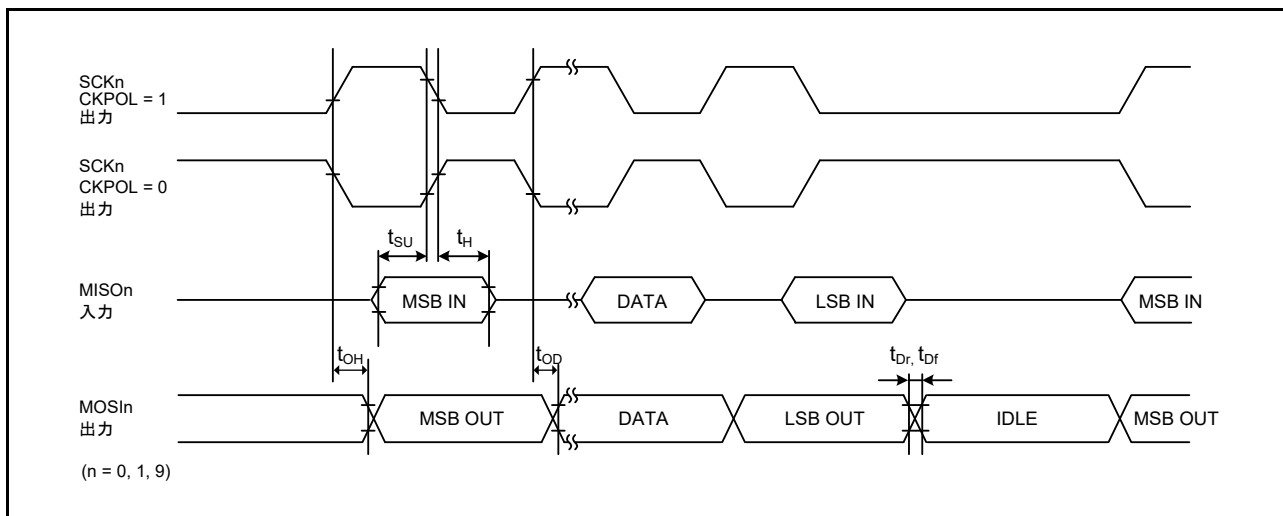 SCKn
CKPOL = 1
出力
SCKn
CKPOL = 0
出力
tSU
tH
MISOn
入力
MSB IN
DATA
LSB IN
MSB IN
tOH
tOD
tDr, tDf
MOSIn
出力
MSB OUT
DATA
LSB OUT
IDLE
MSB OUT
(n = 0, 1, 9)